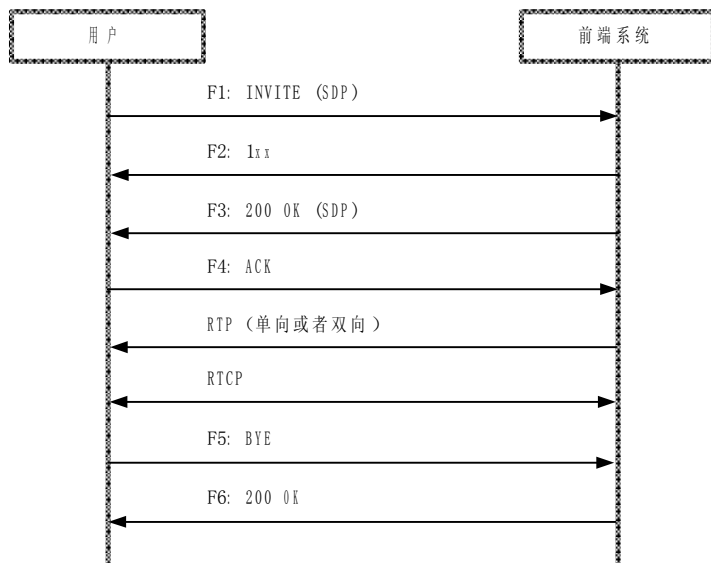 用户
前端系统
F1: INVITE (SDP)
F2: 1xx
F3: 200 OK (SDP)
F4: ACK
RTP (单向或者双向)
RTCP
F5: BYE
F6: 200 OK